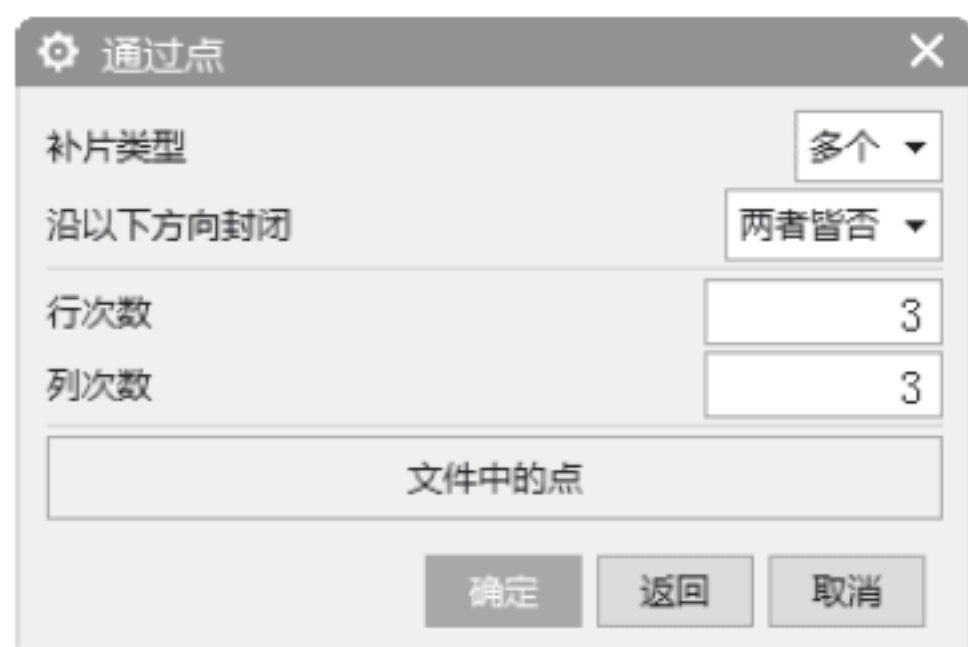 通过点
补片类型 多个
沿以下方向封闭 两者皆否
行次数 3
列次数 3
文件中的点
确定 返回 取消